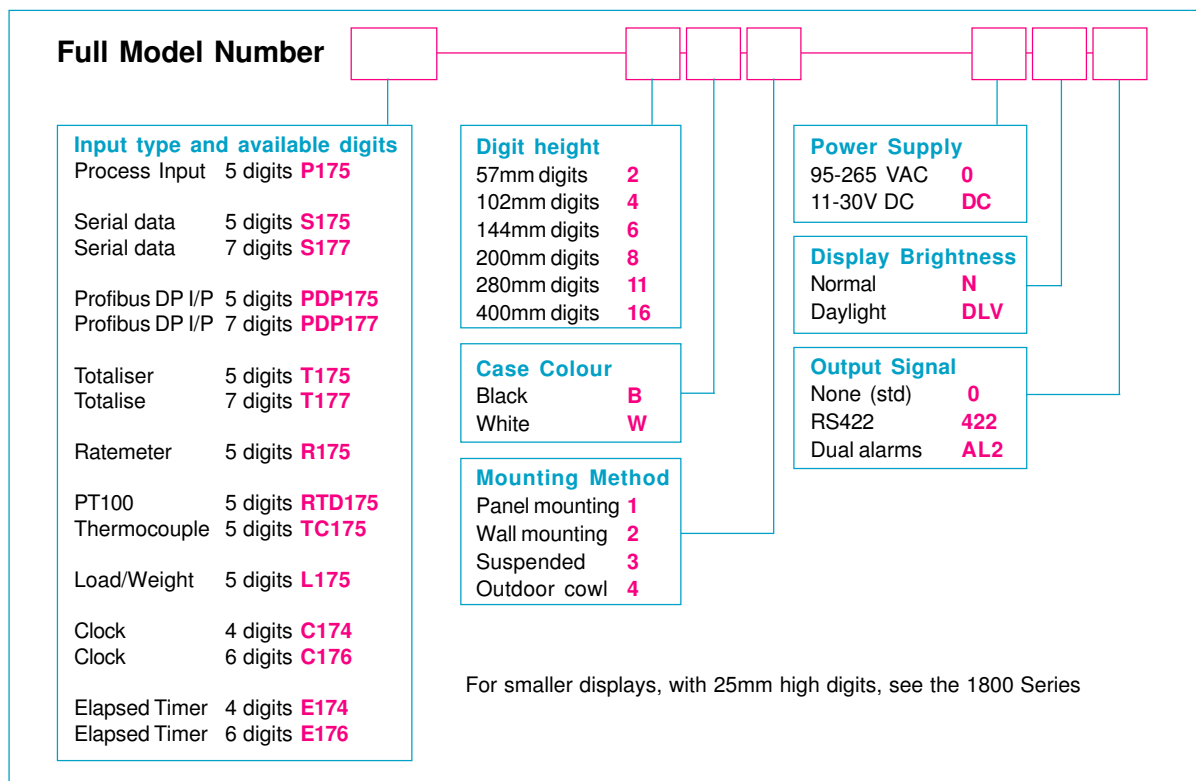 Full Model Number
Input type and available digits
Process Input 5 digits P175
Serial data 5 digits S175
Serial data 7 digits S177
Profibus DP I/P 5 digits PDP175
Profibus DP I/P 7 digits PDP177
Totaliser 5 digits T175
Totalise 7 digits T177
Ratemeter 5 digits R175
PT100 5 digits RTD175
Thermocouple 5 digits TC175
Load/Weight 5 digits L175
Clock 4 digits C174
Clock 6 digits C176
Elapsed Timer 4 digits E174
Elapsed Timer 6 digits E176
Digit height
57mm digits 2
102mm digits 4
144mm digits 6
200mm digits 8
280mm digits 11
400mm digits 16
Case Colour
Black B
White W
Mounting Method
Panel mounting 1
Wall mounting 2
Suspended 3
Outdoor cowl 4
Power Supply
95-265 VAC 0
11-30V DC DC
Display Brightness
Normal N
Daylight DLV
Output Signal
None (std) 0
RS422 422
Dual alarms AL2
For smaller displays, with 25mm high digits, see the 1800 Series